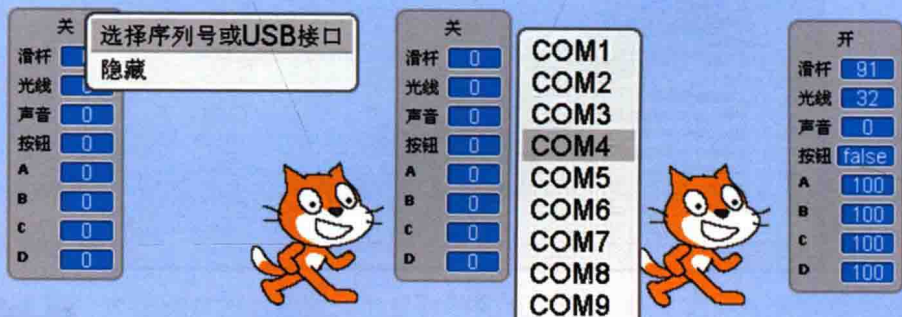 关
滑杆
光线 0
声音 0
按钮 0
A 0
B 0
C 0
D 0
选择序列号或USB接口
隐藏
关
滑杆 0
光线 0
声音 0
按钮 0
A 0
B 0
C 0
D 0
COM1
COM2
COM3
COM4
COM5
COM6
COM7
COM8
COM9
开
滑杆 91
光线 32
声音 0
按钮 false
A 100
B 100
C 100
D 100